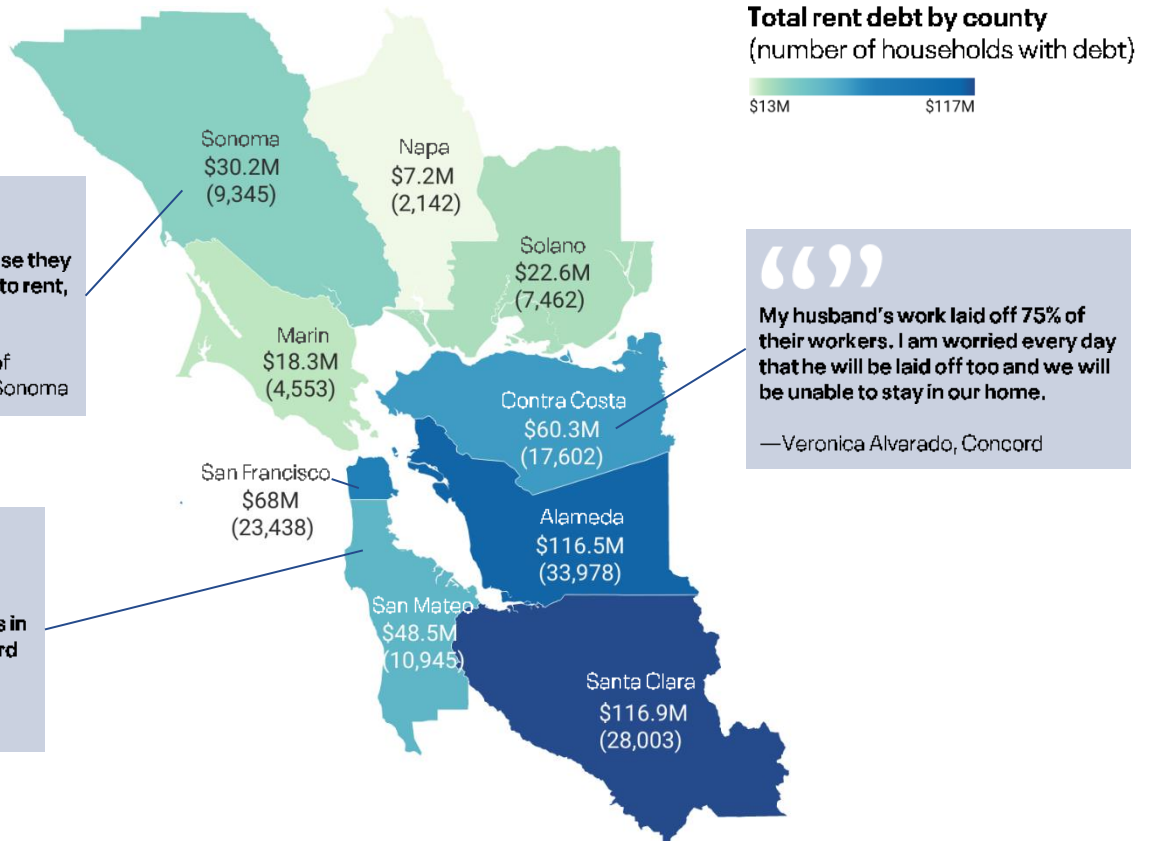 Total rent debt by county
(number of households with debt)
$13M $117M
Sonoma
$30.2M
(9,345)
Napa
$7.2M
(2,142)
Solano
$22.6M
(7,462)
Marin
$18.3M
(4,553)
se they
to rent,
of
Sonoma
““””
My husband’s work laid off 75% of
their workers. I am worried every day
that he will be laid off too and we will
be unable to stay in our home.
—Veronica Alvarado, Concord
Contra Costa
$60.3M
(17,602)
San Francisco
$68M
(23,438)
Alameda
$116.5M
(33,978)
s in
rd
San Mateo
$48.5M
(10,945)
Santa Clara
$116.9M
(28,003)